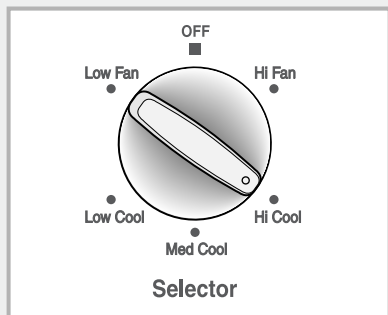 OFF
Low Fan
Hi Fan
Low Cool
Hi Cool
Med Cool
Selector